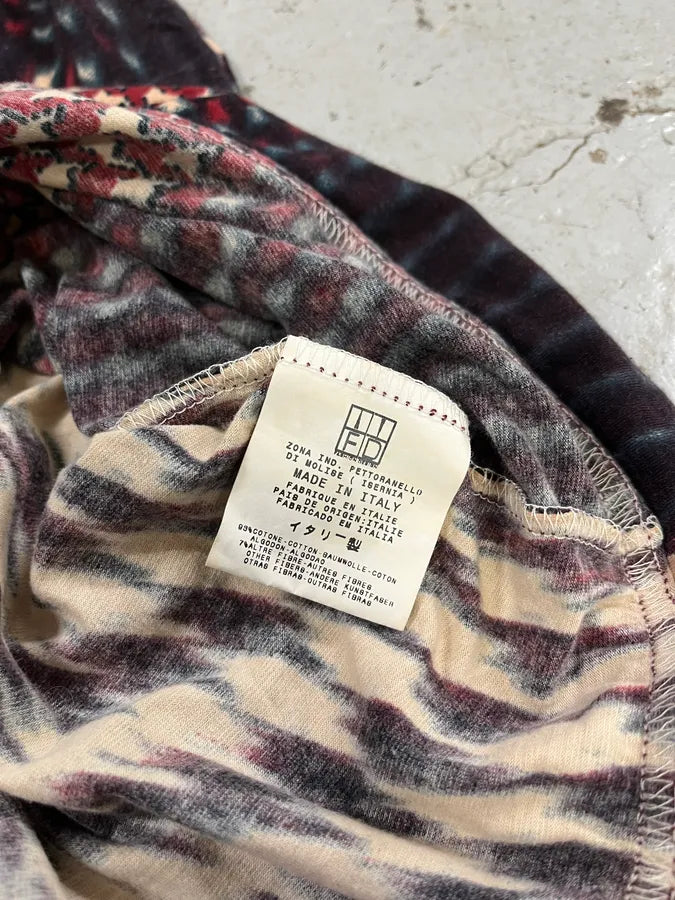 ZONA IND. PETTORANELLO
DI MOLISE ( ISERNIA )
MADE IN ITALY
FABRIQUE EN ITALIE
PAIS DE ORIGEN:ITALIE
FABRICADO EM ITALIA
イタリー製
93%COTONE-COTTON-BAUMWOLLE-COTON
ALGODON-ALGODAO
7%ALTRE FIBRE-AUTRES FIBRES
OTHER FIBERS-ANDERE KUNSTFASER
OTRAS FIBRAS-OUTRAS FIBRAS